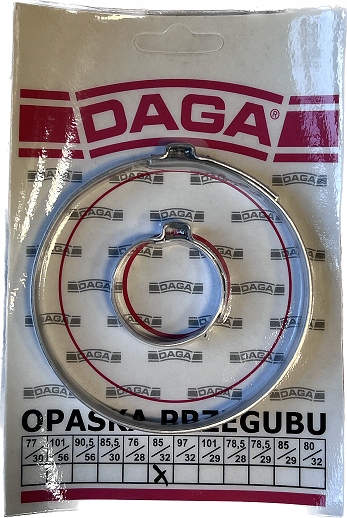 DAGA®
DAGA
OPASKA PRZEGUBU
77 101 90,5 85,5 76 85 97 101 78,5 78,5 85 80
30 56 56 30 28 32 32 29 28 29 29 32
X